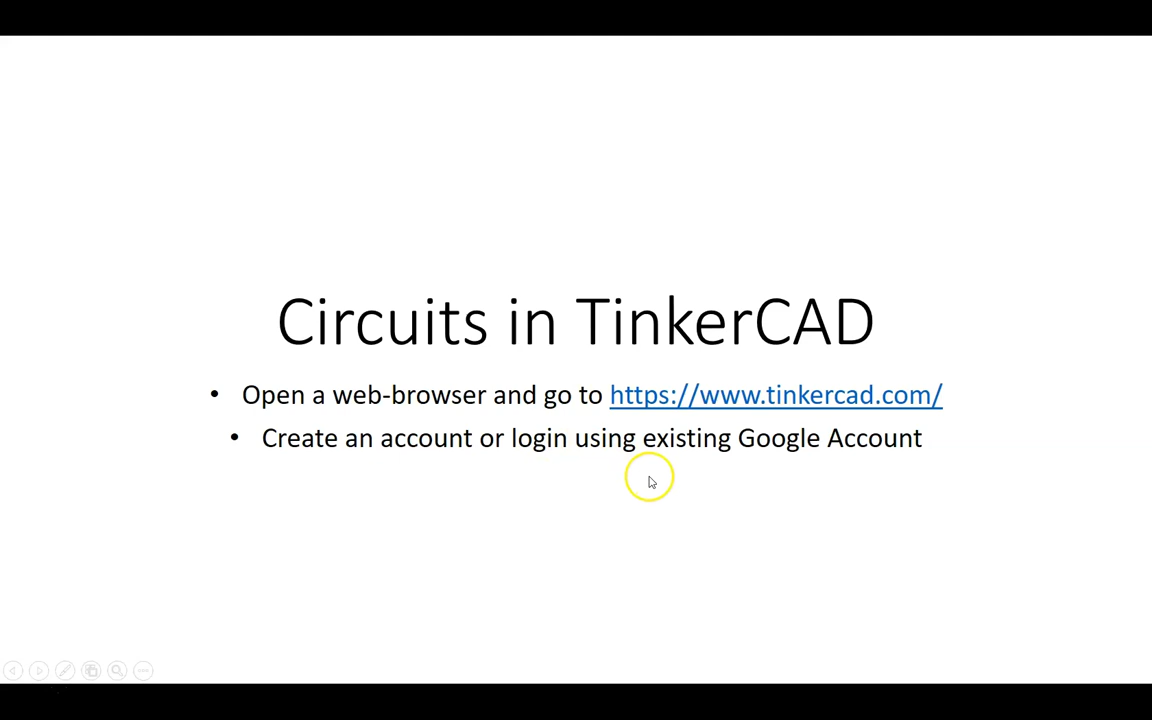 Circuits in TinkerCAD
• Open a web-browser and go to https://www.tinkercad.com/
• Create an account or login using existing Google Account